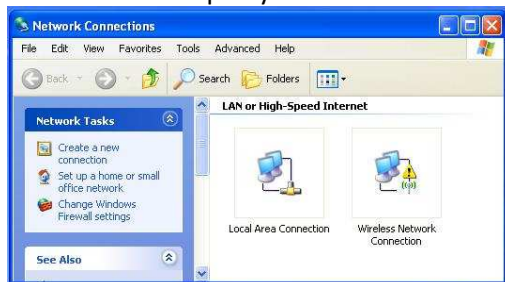 Network Connections
File Edit View Favorites Tools Advanced Help
Back Search Folders
LAN or High-Speed Internet
Network Tasks
Create a new
connection
Set up a home or small
office network
Change Windows
Firewall settings
See Also
Local Area Connection
Wireless Network
Connection